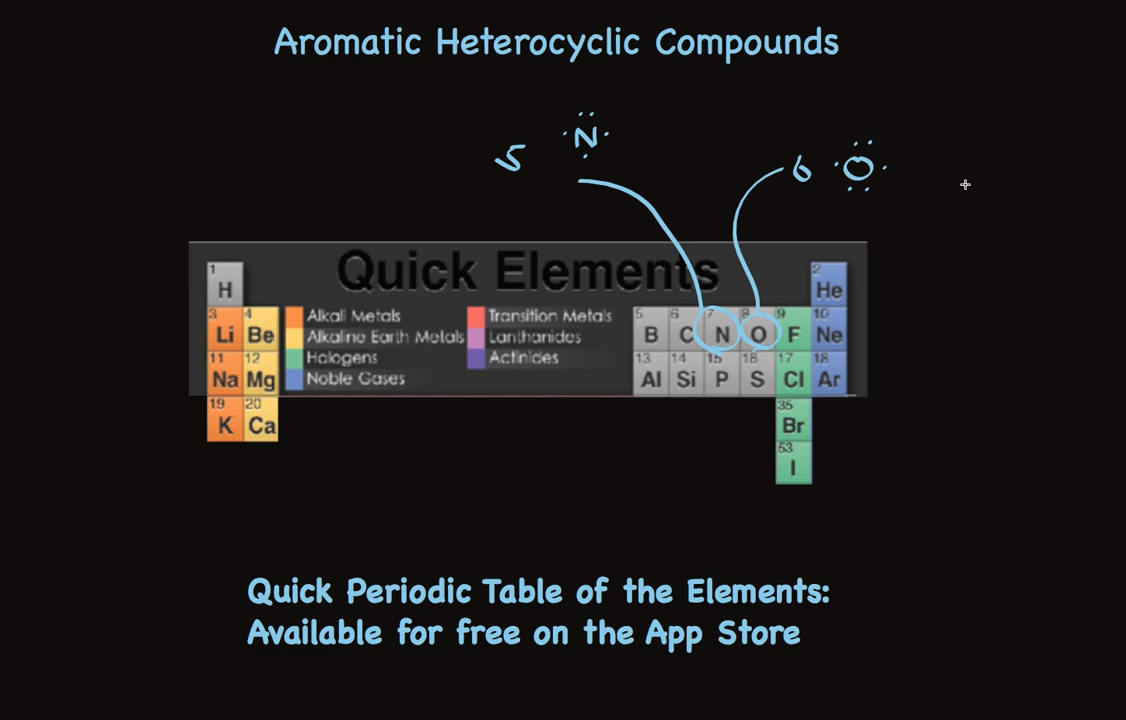 Aromatic Heterocyclic Compounds
5 N 6 O
Quick Elements
1 H 2 He
Alkali Metals Transition Metals
3 Li 4 Be Alkaline Earth Metals Lanthanides 5 B 6 C 7 N 8 O 9 F 10 Ne
Halogens Actinides
11 Na 12 Mg Noble Gases 13 Al 14 Si 15 P 16 S 17 Cl 18 Ar
19 K 20 Ca 35 Br
53 I
Quick Periodic Table of the Elements:
Available for free on the App Store